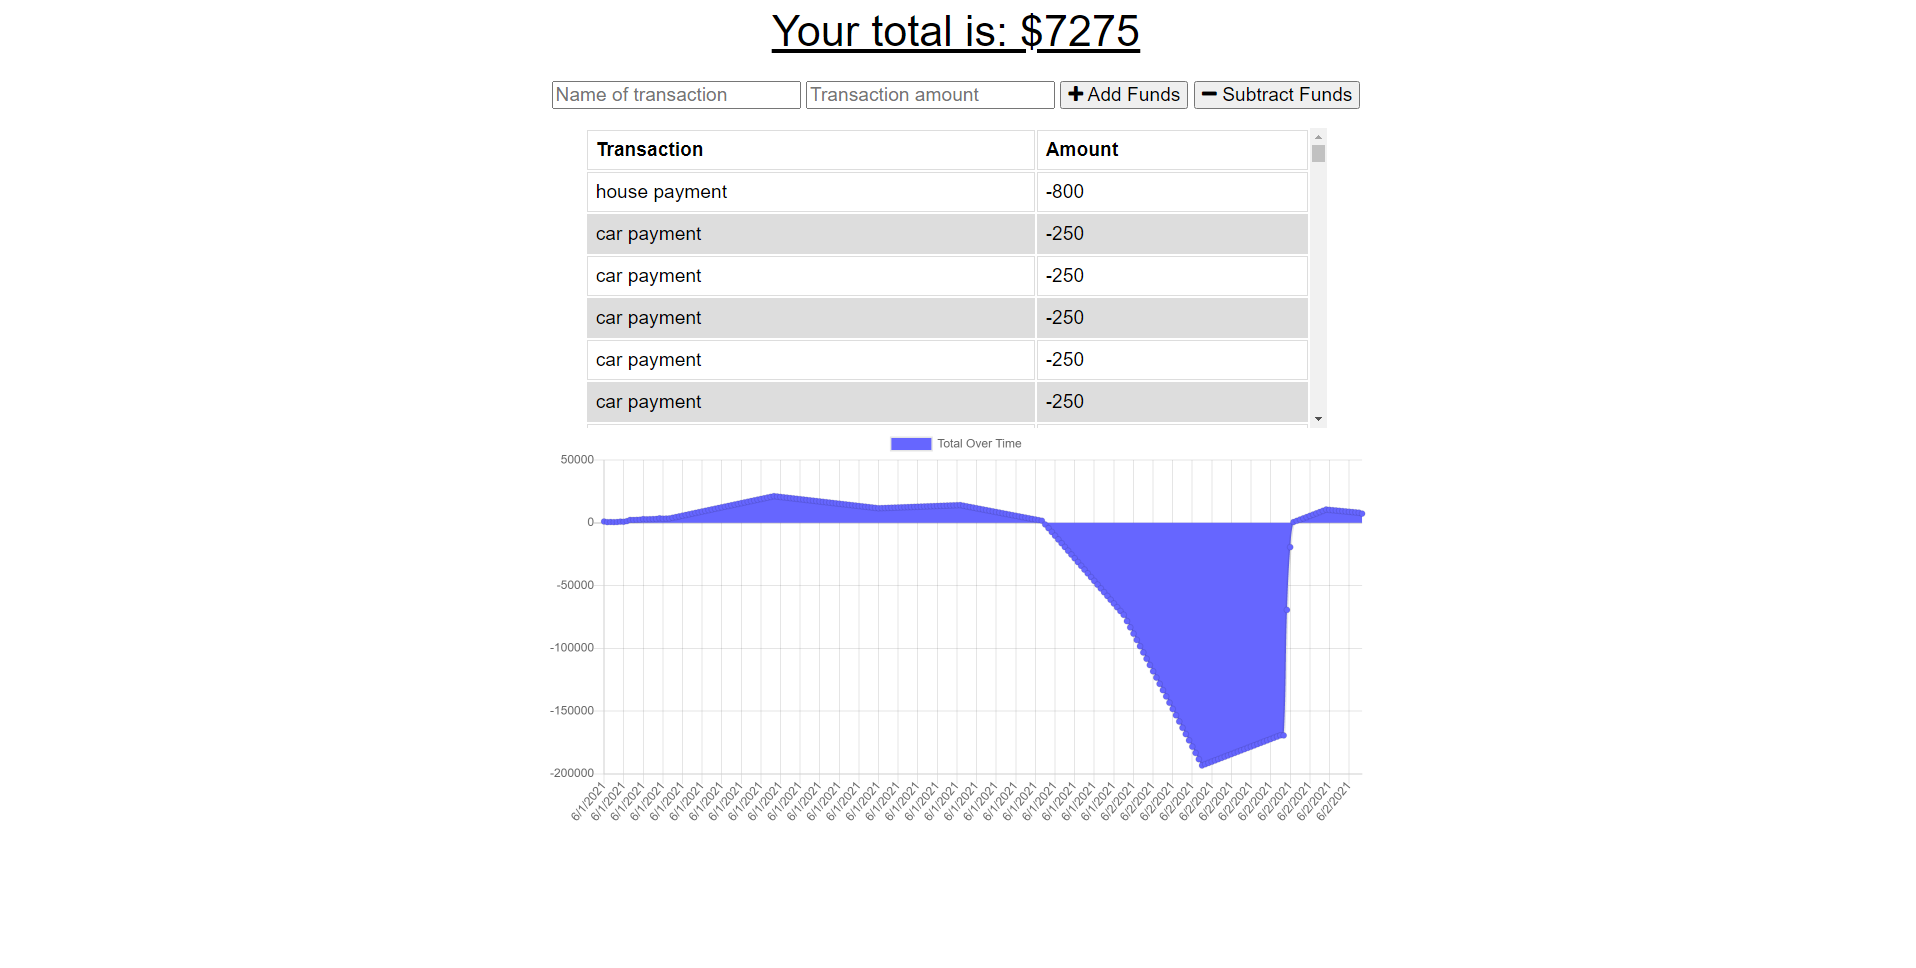 Your total is: $7275
Name of transaction Transaction amount Add Funds Subtract Funds
Transaction Amount
house payment -800
car payment -250
car payment -250
car payment -250
car payment -250
car payment -250
Total Over Time
50000
0
-50000
-100000
-150000
-200000
6/1/2021 6/1/2021 6/1/2021 6/1/2021 6/1/2021 6/1/2021 6/1/2021 6/1/2021 6/1/2021 6/1/2021 6/1/2021 6/1/2021 6/1/2021 6/1/2021 6/1/2021 6/1/2021 6/1/2021 6/1/2021 6/1/2021 6/1/2021 6/1/2021 6/1/2021 6/1/2021 6/1/2021 6/1/2021 6/1/2021 6/1/2021 6/2/2021 6/2/2021 6/2/2021 6/2/2021 6/2/2021 6/2/2021 6/2/2021 6/2/2021 6/2/2021 6/2/2021 6/2/2021 6/2/2021